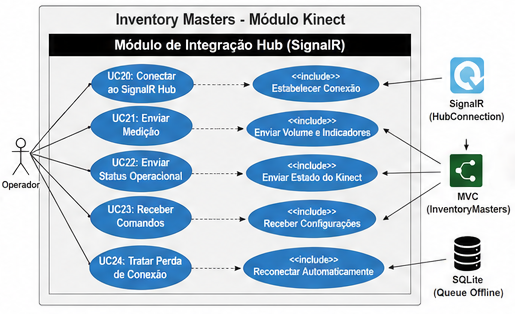 Inventory Masters - Módulo Kinect
Módulo de Integração Hub (SignalR)
UC20: Conectar
ao SignalR Hub
<<include>>
Estabelecer Conexão
UC21: Enviar
Medição
<<include>>
Enviar Volume e Indicadores
UC22: Enviar
Status Operacional
<<include>>
Enviar Estado do Kinect
UC23: Receber
Comandos
<<include>>
Receber Configurações
UC24: Tratar Perda
de Conexão
<<include>>
Reconectar Automaticamente
Operador
SignalR
(HubConnection)
MVC
(InventoryMasters)
SQLite
(Queue Offline)